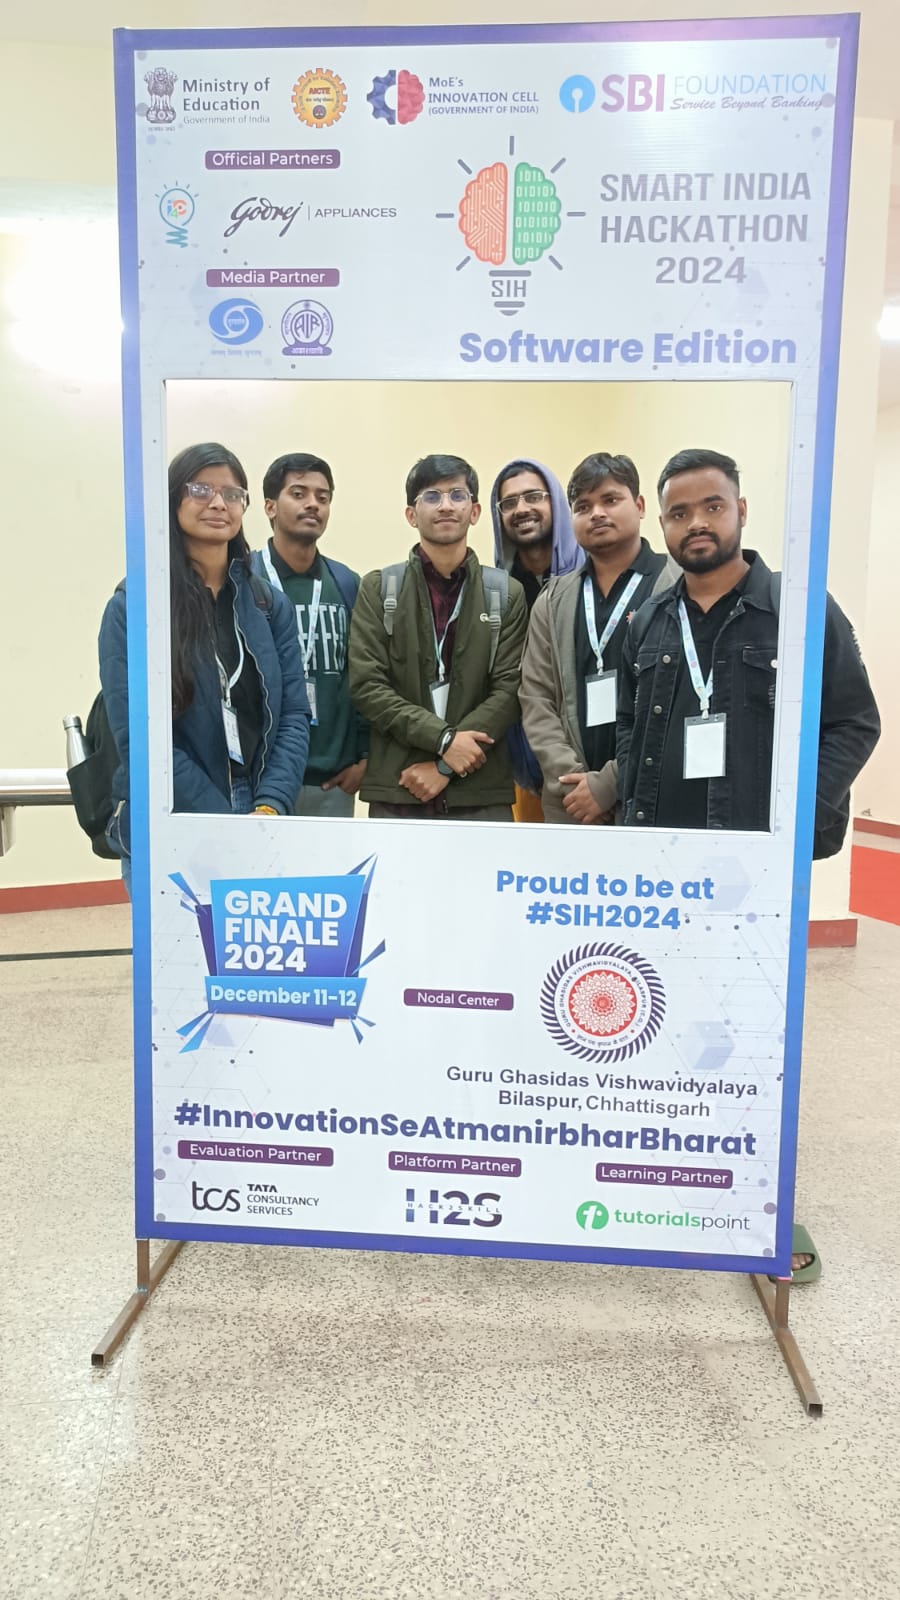 Ministry of
Education
Government of India
AICTE
MoE's
INNOVATION CELL
(GOVERNMENT OF INDIA)
SBI FOUNDATION
Service Beyond Banking
Official Partners
Godrej | APPLIANCES
SMART INDIA
HACKATHON
2024
SIH
Media Partner
AIR
Software Edition
GRAND
FINALE
2024
December 11-12
Proud to be at
#SIH2024
Nodal Center
Guru Ghasidas Vishwavidyalaya
Bilaspur, Chhattisgarh
#InnovationSeAtmanirbharBharat
Evaluation Partner
Platform Partner
Learning Partner
tcs TATA
CONSULTANCY
SERVICES
H2S
HACK2SKILL
tutorialspoint